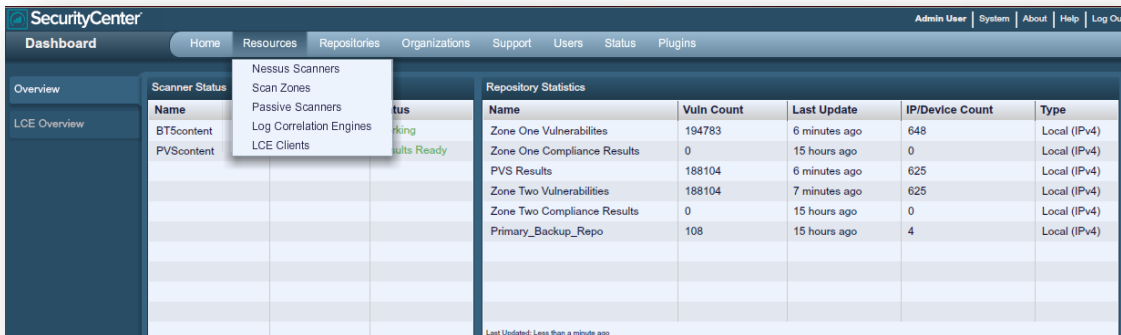 SecurityCenter
Admin User System About Help Log Ou
Dashboard Home Resources Repositories Organizations Support Users Status Plugins
Nessus Scanners
Scan Zones
Passive Scanners
Log Correlation Engines
LCE Clients
Overview
LCE Overview
Scanner Status
Name tus
BT5content rking
PVScontent ults Ready
Repository Statistics
Name Vuln Count Last Update IP/Device Count Type
Zone One Vulnerabilites 194783 6 minutes ago 648 Local (IPv4)
Zone One Compliance Results 0 15 hours ago 0 Local (IPv4)
PVS Results 188104 6 minutes ago 625 Local (IPv4)
Zone Two Vulnerabilities 188104 7 minutes ago 625 Local (IPv4)
Zone Two Compliance Results 0 15 hours ago 0 Local (IPv4)
Primary_Backup_Repo 108 15 hours ago 4 Local (IPv4)
Last Updated: Less than a minute ago